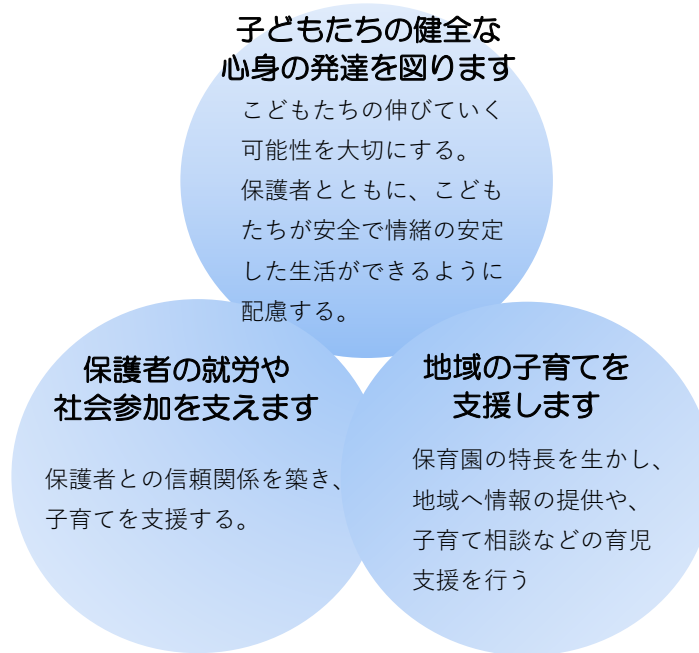 子どもたちの健全な
心身の発達を図ります
こどもたちの伸びていく
可能性を大切にする。
保護者とともに、こども
たちが安全で情緒の安定
した生活ができるように
配慮する。
保護者の就労や
社会参加を支えます
保護者との信頼関係を築き、
子育てを支援する。
地域の子育てを
支援します
保育園の特長を生かし、
地域へ情報の提供や、
子育て相談などの育児
支援を行う